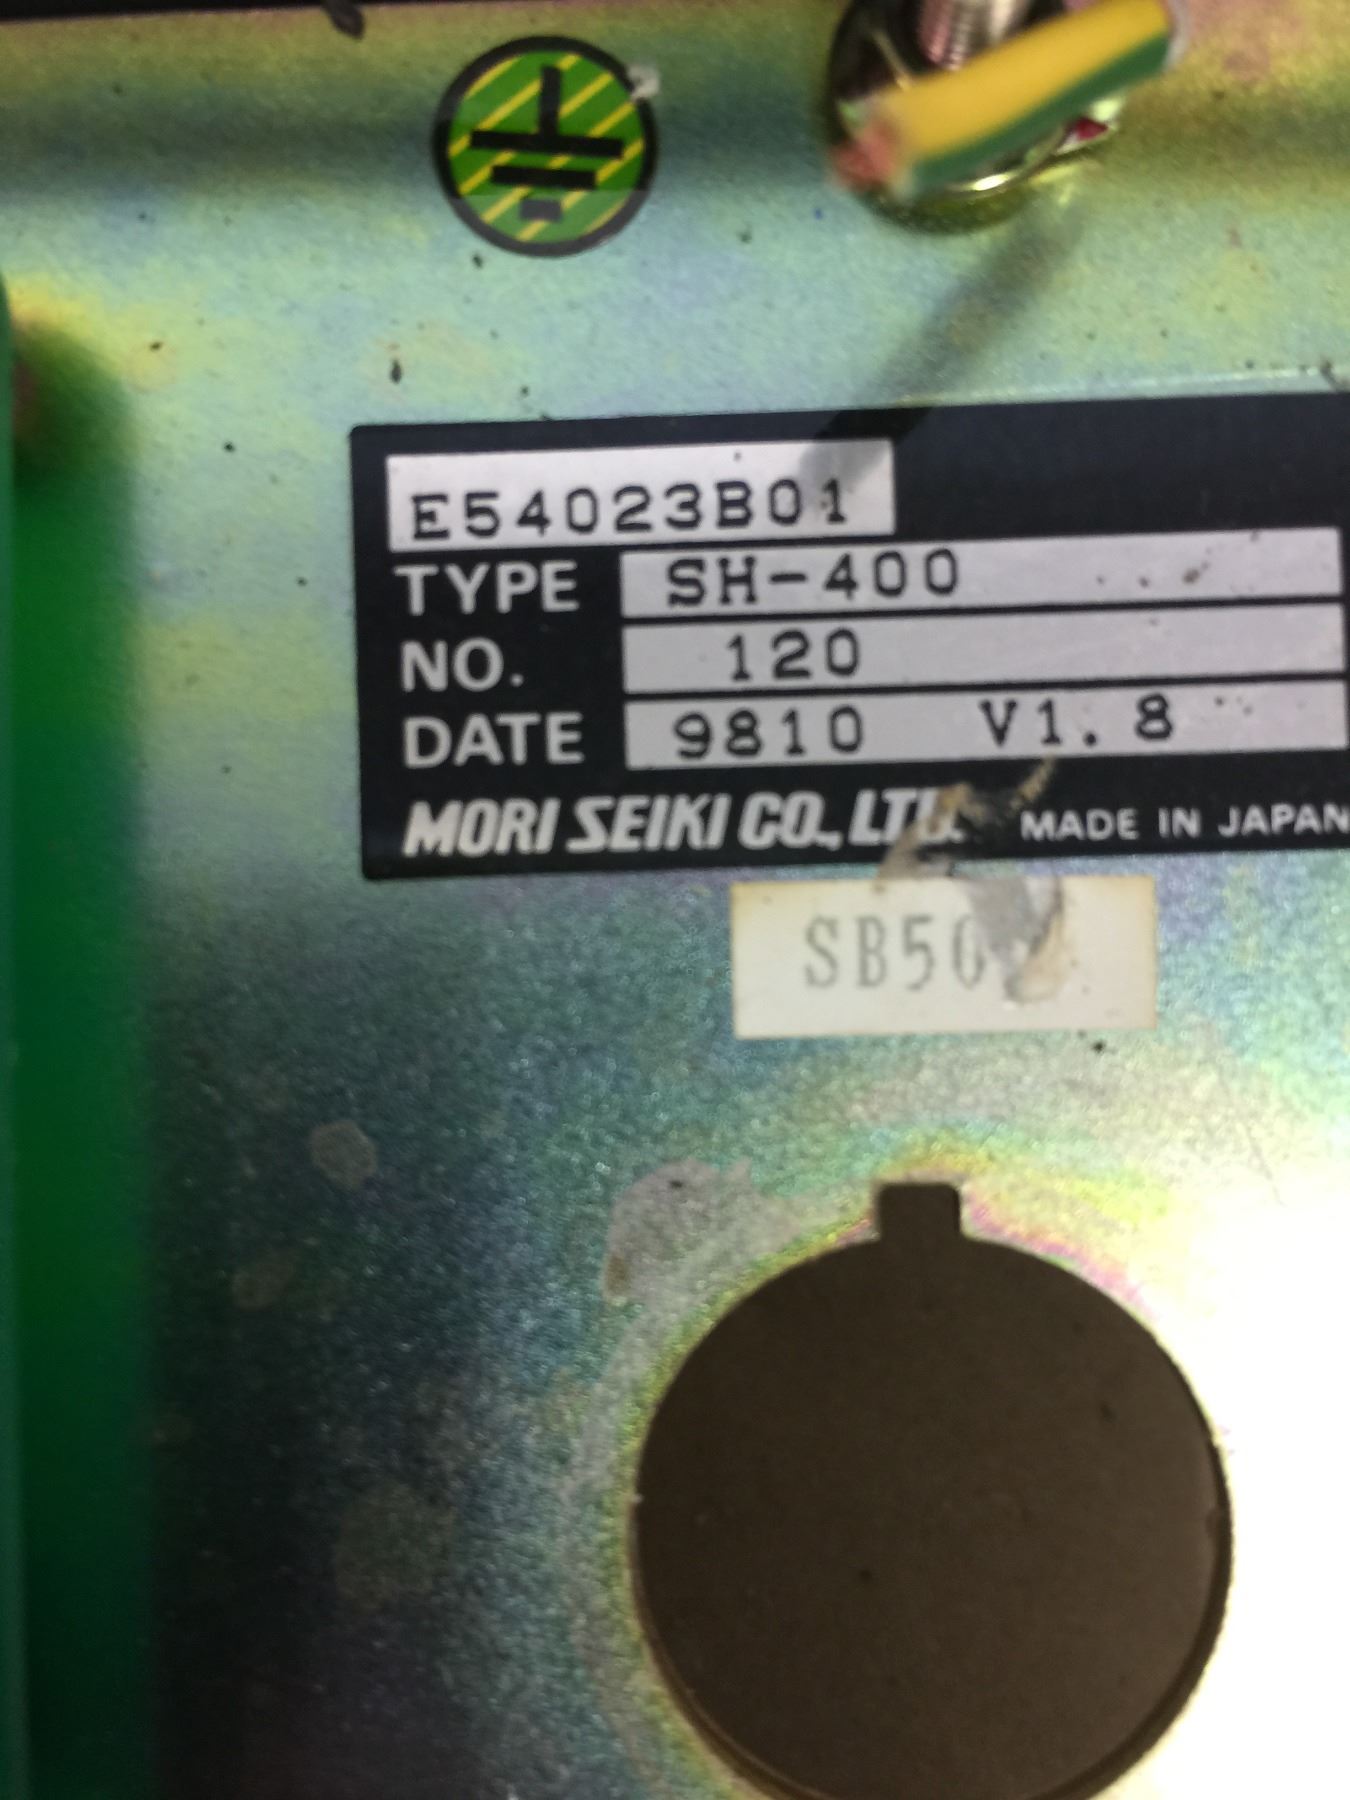 E54023B01
TYPE SH-400
NO. 120
DATE 9810 V1.8
MORI SEIKI CO., LTD. MADE IN JAPAN